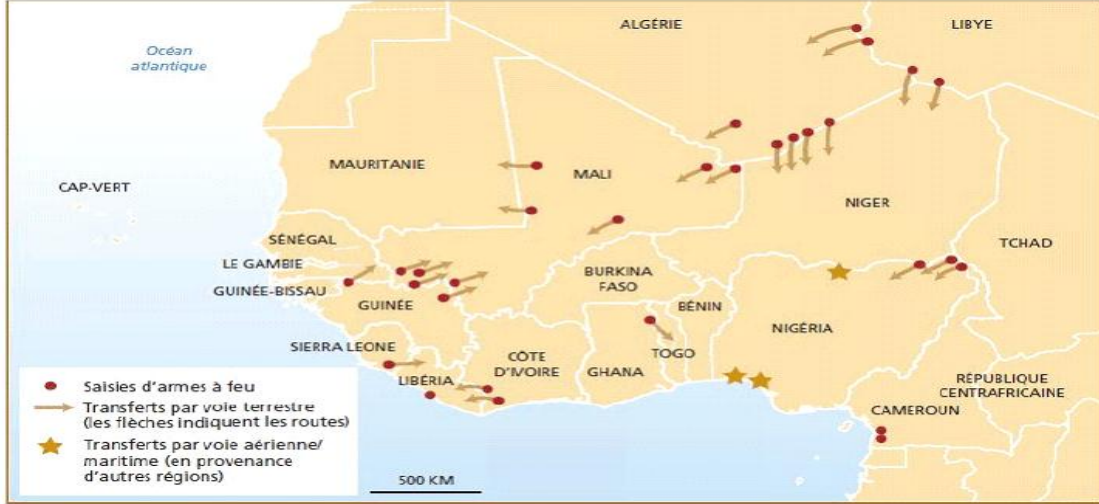 ALGÉRIE
LIBYE
Océan
atlantique
MAURITANIE
MALI
CAP-VERT
NIGER
TCHAD
SÉNÉGAL
LE GAMBIE
GUINÉE-BISSAU
GUINÉE
BURKINA
FASO
BÉNIN
NIGÉRIA
SIERRA LEONE
LIBÉRIA
CÔTE
D'IVOIRE
GHANA
TOGO
RÉPUBLIQUE
CENTRAFRICAINE
CAMEROUN
Saisies d'armes à feu
Transferts par voie terrestre
(les flèches indiquent les routes)
Transferts par voie aérienne/
maritime (en provenance
d'autres régions)
500 KM